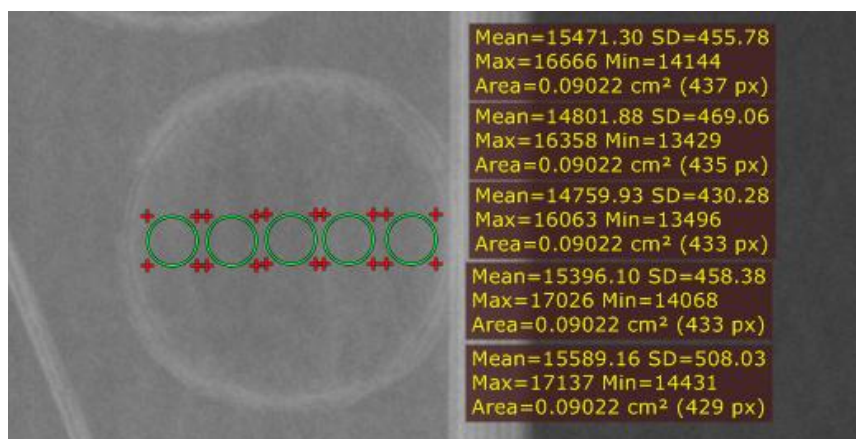 Mean=15471.30 SD=455.78
Max=16666 Min=14144
Area=0.09022 cm² (437 px)
Mean=14801.88 SD=469.06
Max=16358 Min=13429
Area=0.09022 cm² (435 px)
Mean=14759.93 SD=430.28
Max=16063 Min=13496
Area=0.09022 cm² (433 px)
Mean=15396.10 SD=458.38
Max=17026 Min=14068
Area=0.09022 cm² (433 px)
Mean=15589.16 SD=508.03
Max=17137 Min=14431
Area=0.09022 cm² (429 px)